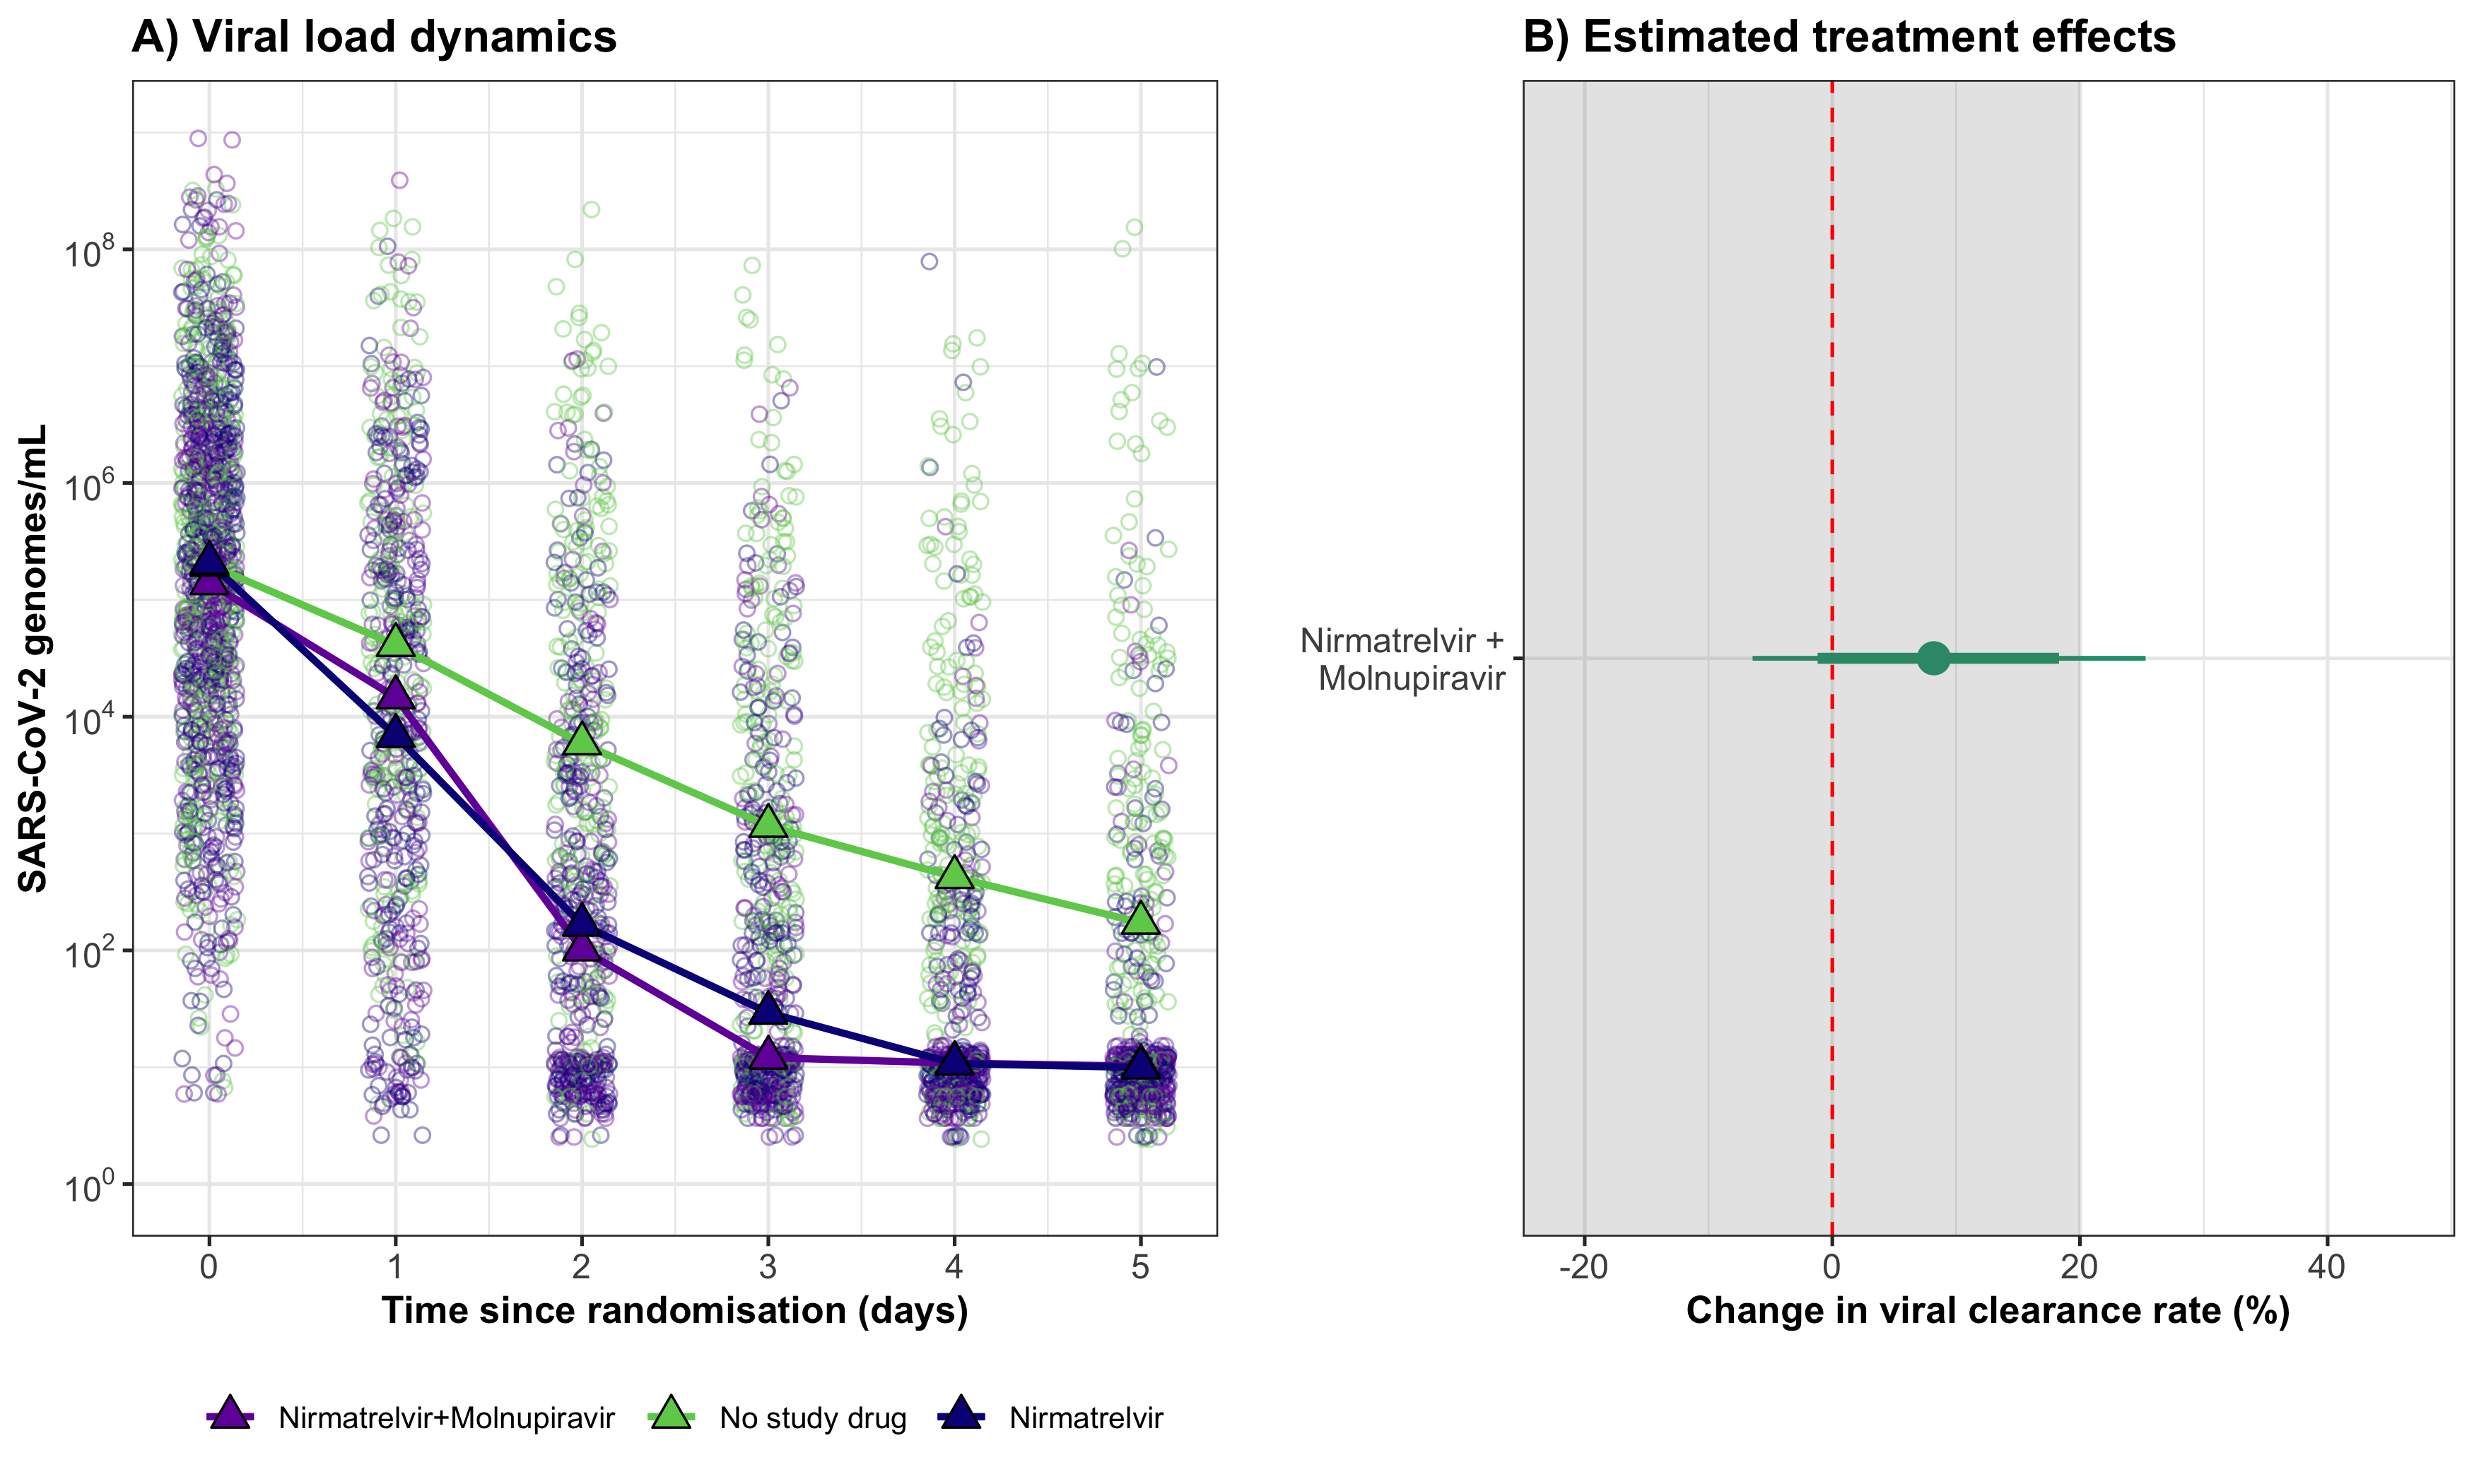 A) Viral load dynamics
SARS-CoV-2 genomes/mL
10^8
10^6
10^4
10^2
10^0
0 1 2 3 4 5
Time since randomisation (days)
Nirmatrelvir+Molnupiravir No study drug Nirmatrelvir
B) Estimated treatment effects
Nirmatrelvir +
Molnupiravir
-20 0 20 40
Change in viral clearance rate (%)